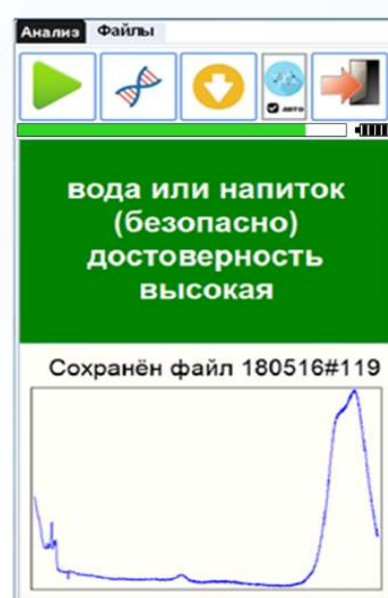 Анализ Файлы
авто
вода или напиток
(безопасно)
достоверность
высокая
Сохранён файл 180516#119